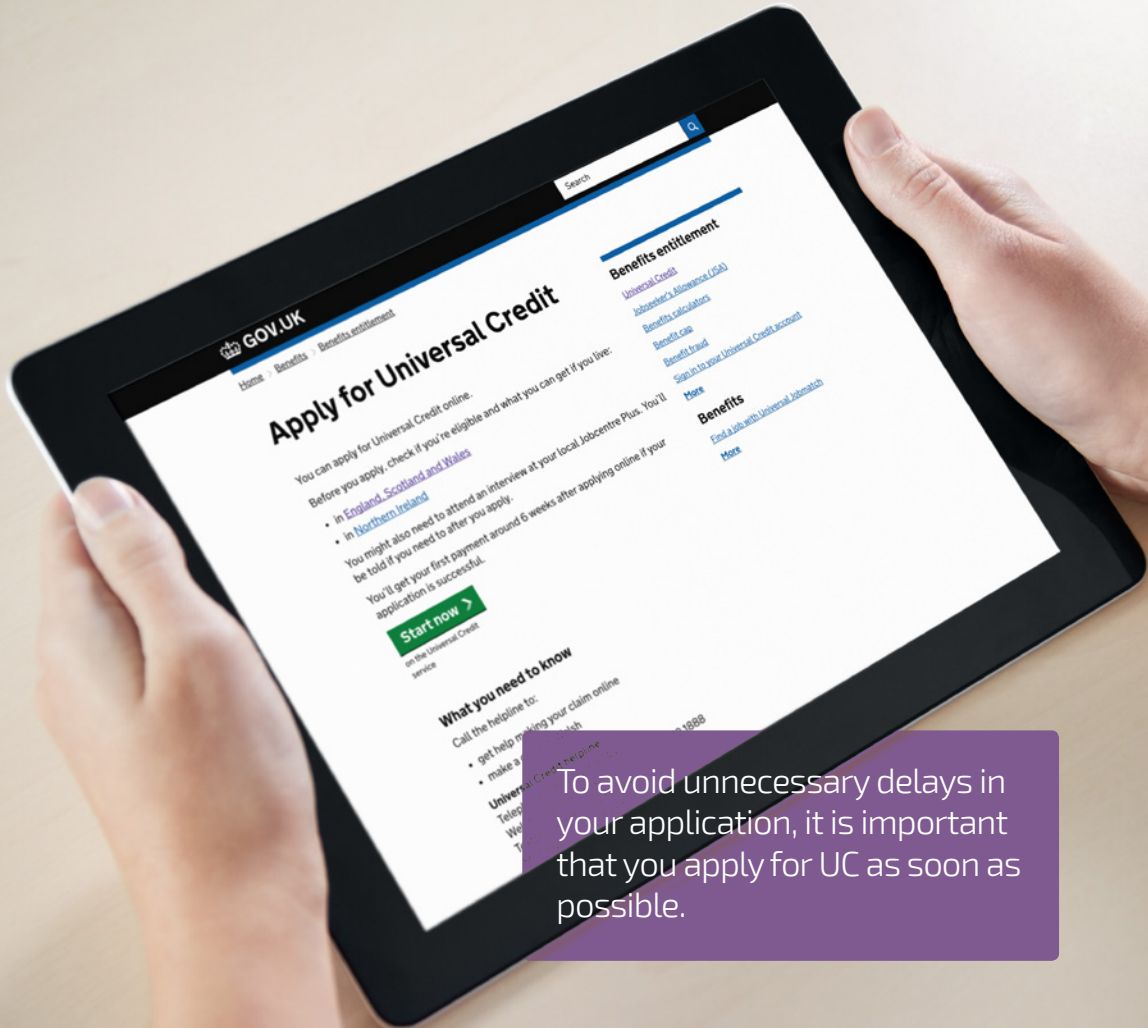 GOV.UK
Search
Home > Benefits > Benefits entitlement
Apply for Universal Credit
You can apply for Universal Credit online.
Before you apply, check if you're eligible and what you can get if you live:
• in England, Scotland and Wales
• in Northern Ireland
You might also need to attend an interview at your local Jobcentre Plus. You'll
be told if you need to after you apply.
You'll get your first payment around 6 weeks after applying online if your
application is successful.
Start now >
on the Universal Credit
service
What you need to know
Call the helpline to:
• get help making your claim online
• make a
Universal Credit helpline
1888
Benefits entitlement
Universal Credit
Jobseeker's Allowance (JSA)
Benefits calculators
Benefit cap
Benefit fraud
Sign in to your Universal Credit account
More
Benefits
Find a job with Universal Jobmatch
More
To avoid unnecessary delays in
your application, it is important
that you apply for UC as soon as
possible.